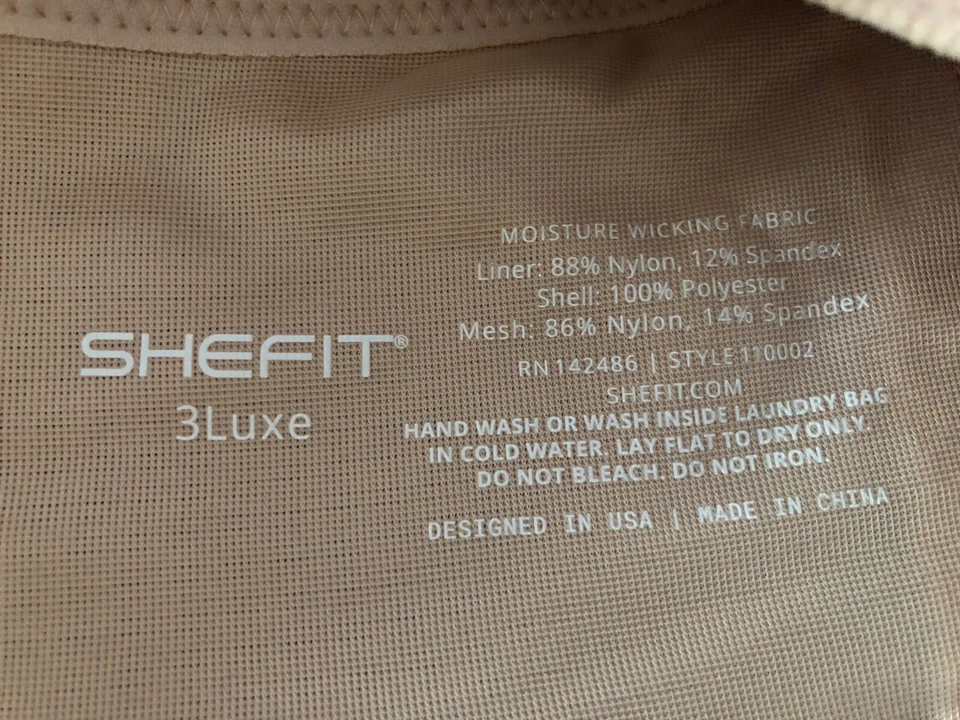 SHEFIT®
3Luxe
MOISTURE WICKING FABRIC
Liner: 88% Nylon, 12% Spandex
Shell: 100% Polyester
Mesh: 86% Nylon, 14% Spandex
RN 142486 | STYLE 110002
SHEFIT.COM
HAND WASH OR WASH INSIDE LAUNDRY BAG
IN COLD WATER. LAY FLAT TO DRY ONLY.
DO NOT BLEACH. DO NOT IRON.
DESIGNED IN USA | MADE IN CHINA